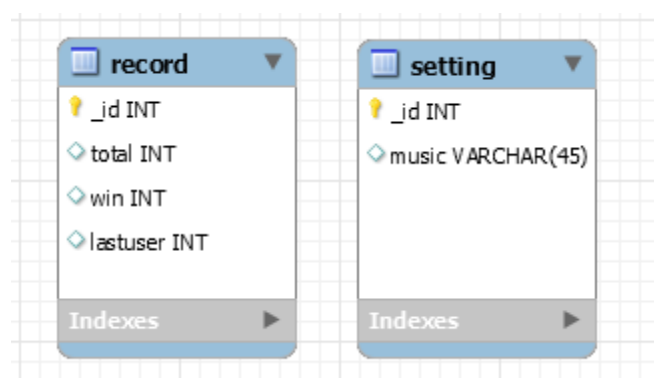 record
_id INT
total INT
win INT
lastuser INT
Indexes
setting
_id INT
music VARCHAR(45)
Indexes